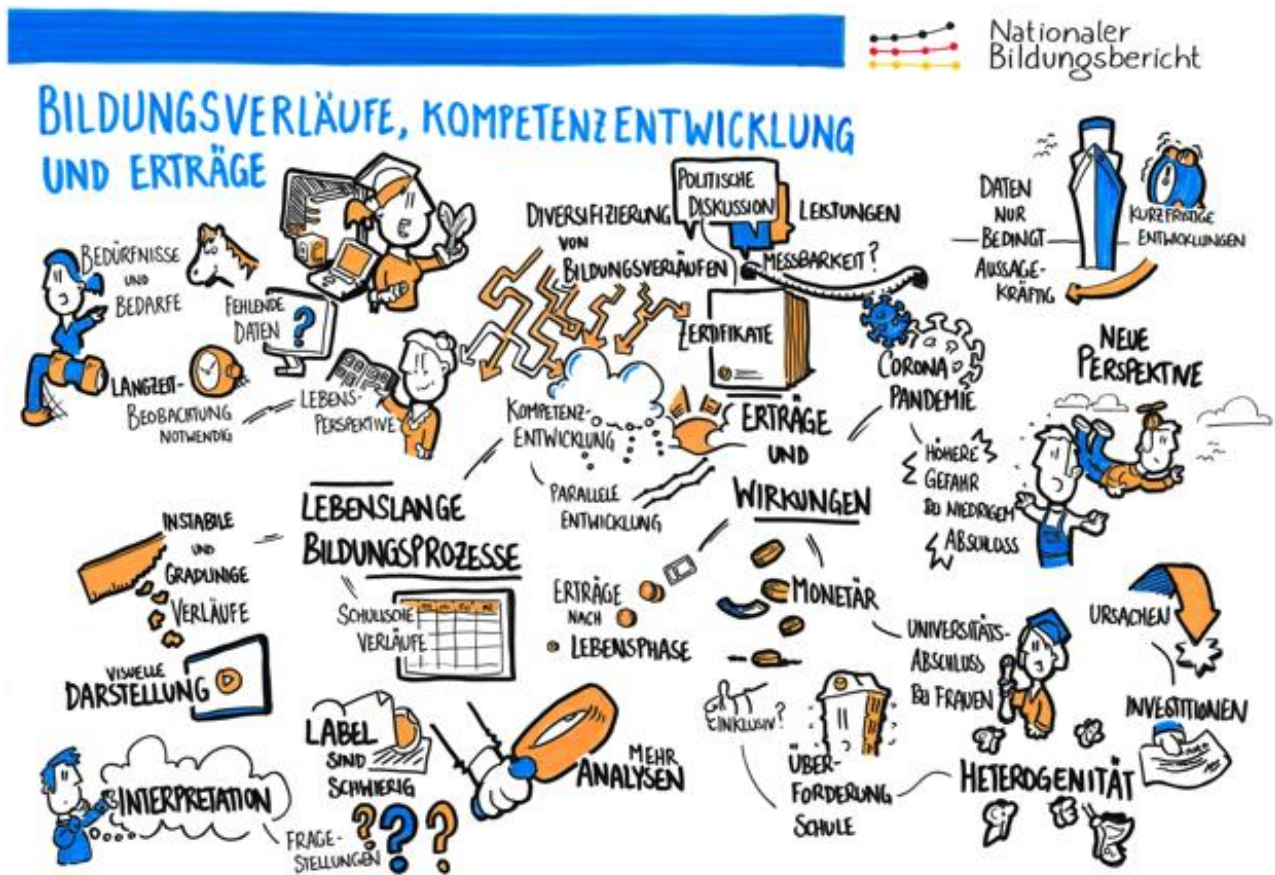 Nationaler
Bildungsbericht
BILDUNGSVERLÄUFE, KOMPETENZENTWICKLUNG
UND ERTRÄGE
BEDÜRFNISSE
UND
BEDARFE
FEHLENDE
DATEN
?
LANGZEIT-
BEOBACHTUNG
NOTWENDIG
LEBENS-
PERSPEKTIVE
DIVERSIFIZIERUNG
VON
BILDUNGSVERLÄUFEN
POLITISCHE
DISKUSSION
LEISTUNGEN
MESSBARKEIT?
ZERTIFIKATE
KOMPETENZ-
ENTWICKLUNG
PARALLELE
ENTWICKLUNG
ERTRÄGE
UND
WIRKUNGEN
CORONA
PANDEMIE
HÖHERE
GEFAHR
BEI NIEDRIGEM
ABSCHLUSS
DATEN
NUR
BEDINGT
AUSSAGE-
KRÄFTIG
KURZFRISTIGE
ENTWICKLUNGEN
NEUE
PERSPEKTIVE
LEBENSLANGE
BILDUNGSPROZESSE
INSTABILE
UND
GRADLINIGE
VERLÄUFE
VISUELLE
DARSTELLUNG
SCHULISCHE
VERLÄUFE
ERTRÄGE
NACH
LEBENSPHASE
MONETÄR
UNIVERSITÄTS-
ABSCHLUSS
BEI FRAUEN
URSACHEN
INVESTITIONEN
HETEROGENITÄT
INKLUSIV?
ÜBER-
FORDERUNG
SCHULE
LABEL
SIND
SCHWIERIG
MEHR
ANALYSEN
INTERPRETATION
FRAGE-
STELLUNGEN
? ? ?